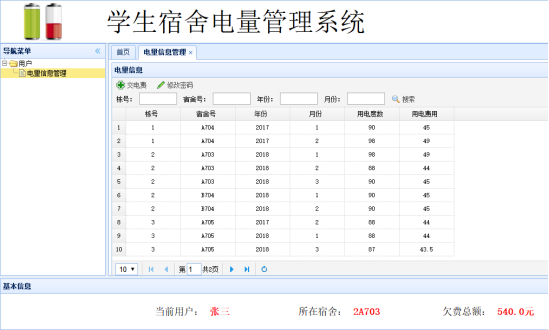 学生宿舍电量管理系统
导航菜单
首页 电量信息管理 ×
用户
电量信息管理
电量信息
交电费 修改密码
栋号: 宿舍号: 年份: 月份: 搜索
栋号 宿舍号 年份 月份 用电度数 用电费用
1 1 A704 2017 1 90 45
2 1 A704 2017 2 98 49
3 2 A703 2018 1 98 49
4 2 A703 2018 2 88 44
5 2 A703 2018 3 90 45
6 2 B704 2018 1 90 45
7 2 B704 2018 2 90 45
8 3 A705 2017 2 88 44
9 3 A705 2018 1 88 44
10 3 A705 2018 3 87 43.5
10 第 1 共2页
基本信息
当前用户: 张三 所在宿舍: 2A703 欠费总额: 540.0元